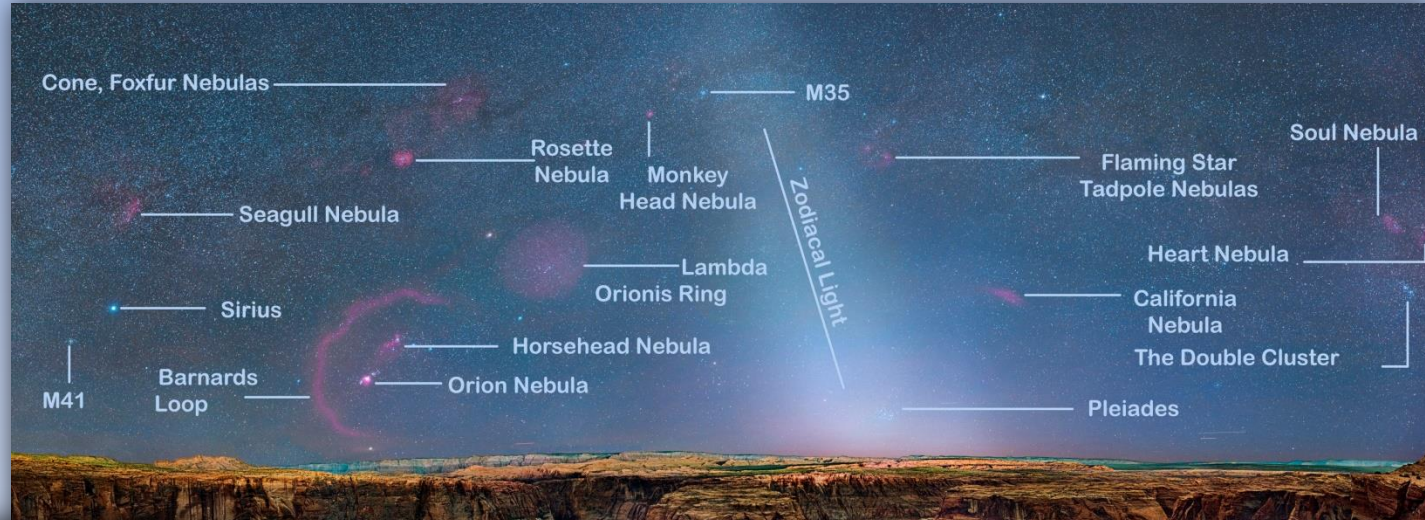 Cone, Foxfur Nebulas
M35
Soul Nebula
Rosette
Nebula
Monkey
Head Nebula
Flaming Star
Tadpole Nebulas
Zodiacal Light
Seagull Nebula
Heart Nebula
Lambda
Orionis Ring
Sirius
California
Nebula
Horsehead Nebula
The Double Cluster
Barnards
Loop
Orion Nebula
M41
Pleiades